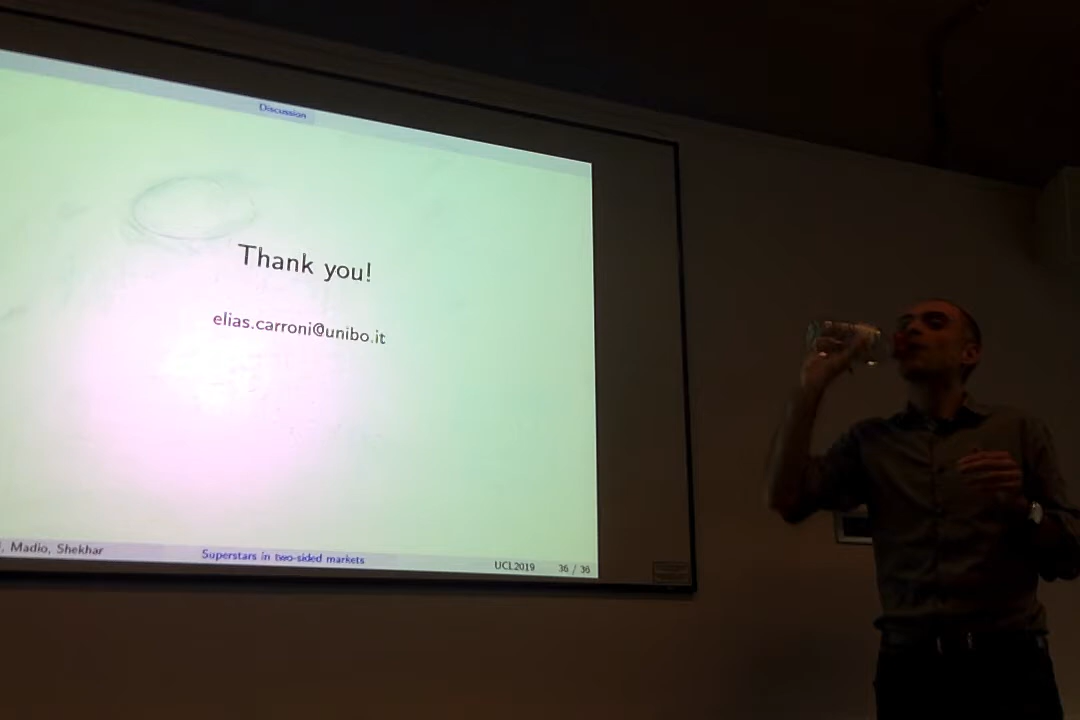 Discussion
Thank you!
elias.carroni@unibo.it
, Madio, Shekhar
Superstars in two-sided markets
UCL2019
36 / 36